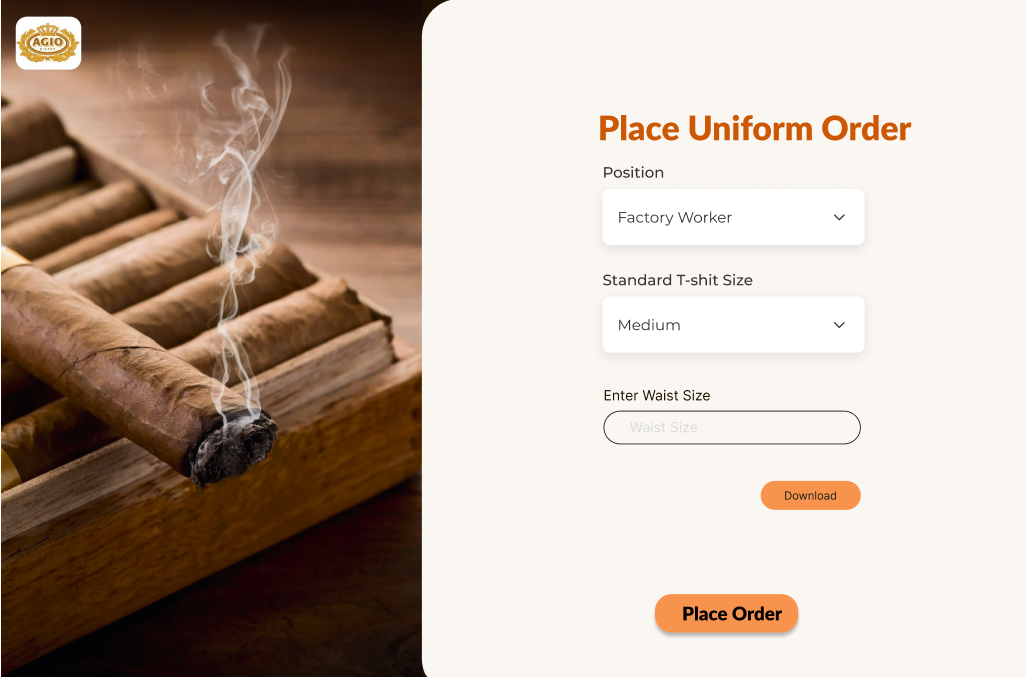 AGIO
CIGARS
Place Uniform Order
Position
Factory Worker
Standard T-shit Size
Medium
Enter Waist Size
Waist Size
Download
Place Order